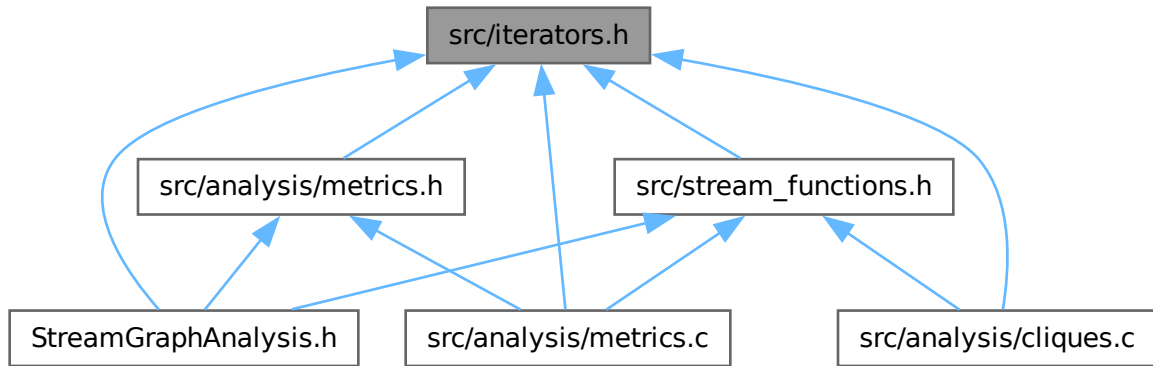 src/iterators.h
src/analysis/metrics.h
src/stream_functions.h
StreamGraphAnalysis.h
src/analysis/metrics.c
src/analysis/cliques.c